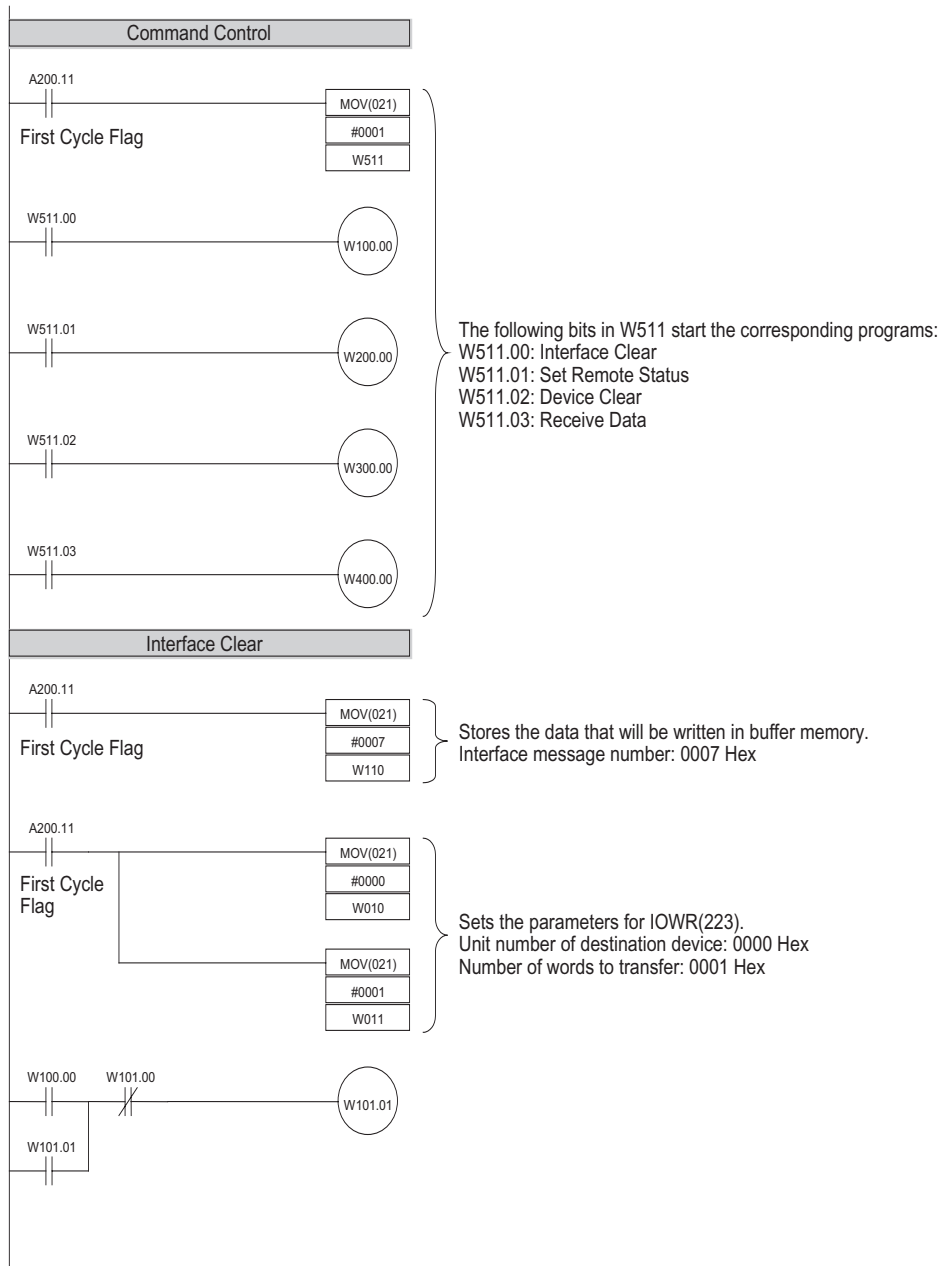 Command Control
A200.11
First Cycle Flag
MOV(021)
#0001
W511
W511.00
W100.00
W511.01
W200.00
W511.02
W300.00
W511.03
W400.00
The following bits in W511 start the corresponding programs:
W511.00: Interface Clear
W511.01: Set Remote Status
W511.02: Device Clear
W511.03: Receive Data
Interface Clear
A200.11
First Cycle Flag
MOV(021)
#0007
W110
Stores the data that will be written in buffer memory.
Interface message number: 0007 Hex
A200.11
First Cycle
Flag
MOV(021)
#0000
W010
MOV(021)
#0001
W011
Sets the parameters for IOWR(223).
Unit number of destination device: 0000 Hex
Number of words to transfer: 0001 Hex
W100.00
W101.00
W101.01
W101.01